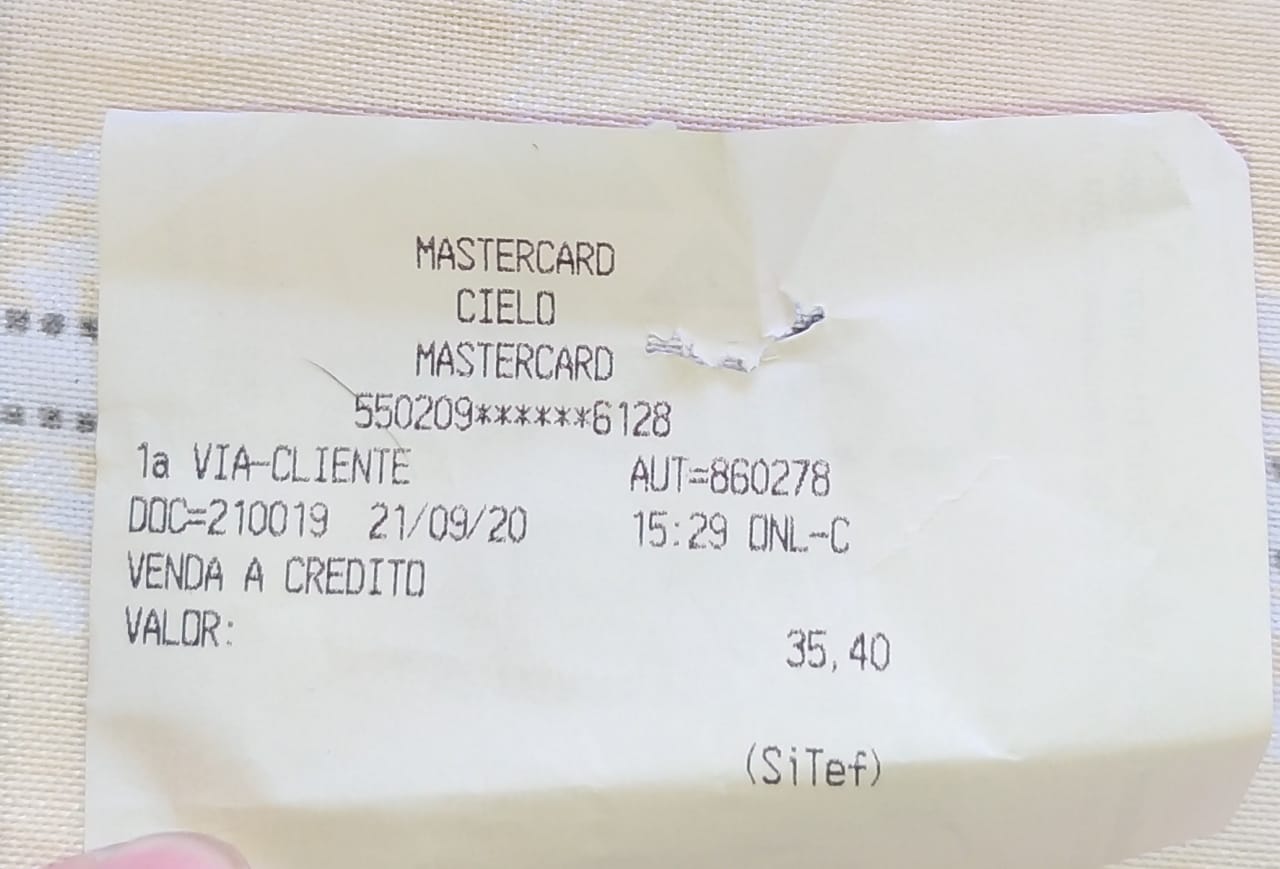 MASTERCARD
CIELO
MASTERCARD
550209******6128
1a VIA-CLIENTE AUT=860278
DOC=210019 21/09/20 15:29 ONL-C
VENDA A CREDITO
VALOR: 35,40
(SiTef)